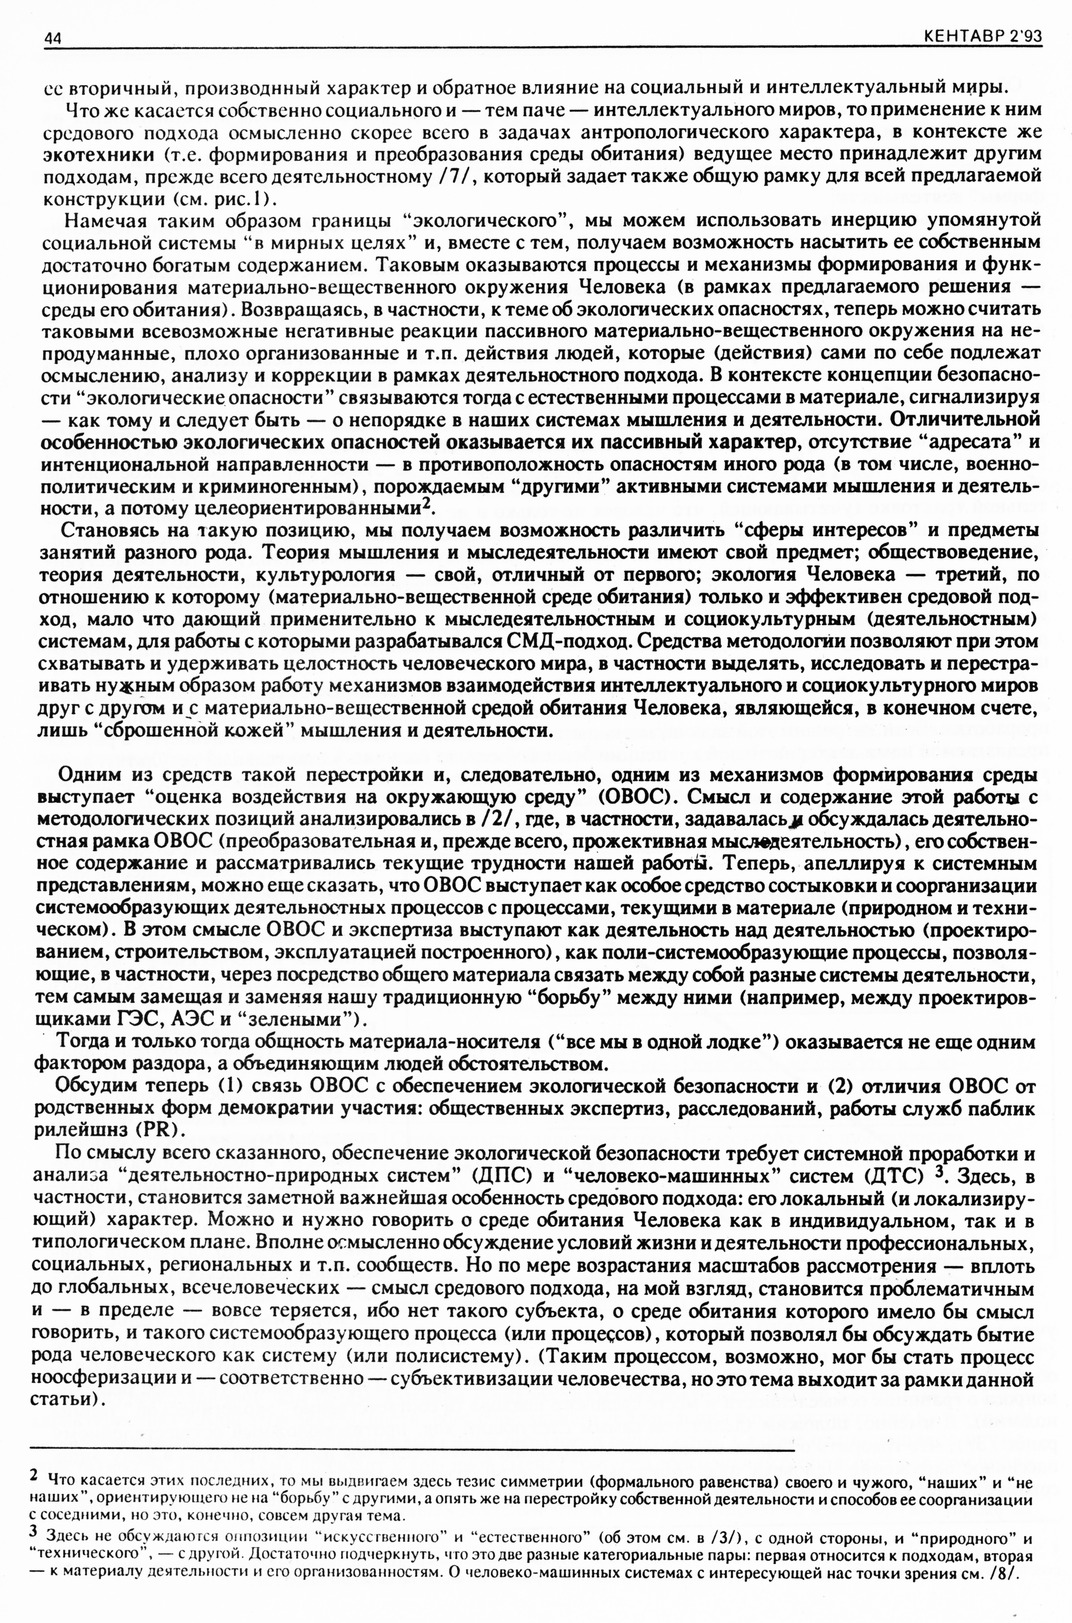 44
КЕНТАВР 2'93
ее вторичный, производнный характер и обратное влияние на социальный и интеллектуальный миры.
Что же касается собственно социального и — тем паче — интеллектуального миров, то применение к ним
средового подхода осмысленно скорее всего в задачах антропологического характера, в контексте же
экотехники (т.е. формирования и преобразования среды обитания) ведущее место принадлежит другим
подходам, прежде всего деятельностному /7/, который задает также общую рамку для всей предлагаемой
конструкции (см. рис.1).
Намечая таким образом границы “экологического”, мы можем использовать инерцию упомянутой
социальной системы “в мирных целях” и, вместе с тем, получаем возможность насытить ее собственным
достаточно богатым содержанием. Таковым оказываются процессы и механизмы формирования и функ-
ционирования материально-вещественного окружения Человека (в рамках предлагаемого решения —
среды его обитания). Возвращаясь, в частности, к теме об экологических опасностях, теперь можно считать
таковыми всевозможные негативные реакции пассивного материально-вещественного окружения на не-
продуманные, плохо организованные и т.п. действия людей, которые (действия) сами по себе подлежат
осмыслению, анализу и коррекции в рамках деятельностного подхода. В контексте концепции безопасно-
сти “экологические опасности” связываются тогда с естественными процессами в материале, сигнализируя
— как тому и следует быть — о непорядке в наших системах мышления и деятельности. Отличительной
особенностью экологических опасностей оказывается их пассивный характер, отсутствие “адресата” и
интенциональной направленности — в противоположность опасностям иного рода (в том числе, военно-
политическим и криминогенным), порождаемым “другими” активными системами мышления и деятель-
ности, а потому целеориентированными2.
Становясь на такую позицию, мы получаем возможность различить “сферы интересов” и предметы
занятий разного рода. Теория мышления и мыследеятельности имеют свой предмет; обществоведение,
теория деятельности, культурология — свой, отличный от первого; экология Человека — третий, по
отношению к которому (материально-вещественной среде обитания) только и эффективен средовой под-
ход, мало что дающий применительно к мыследеятельностным и социокультурным (деятельностным)
системам, для работы с которыми разрабатывался СМД-подход. Средства методологии позволяют при этом
схватывать и удерживать целостность человеческого мира, в частности выделять, исследовать и перестра-
ивать нужным образом работу механизмов взаимодействия интеллектуального и социокультурного миров
друг с другом и с материально-вещественной средой обитания Человека, являющейся, в конечном счете,
лишь “сброшенной кожей” мышления и деятельности.
Одним из средств такой перестройки и, следовательно, одним из механизмов формирования среды
выступает “оценка воздействия на окружающую среду” (ОВОС). Смысл и содержание этой работы с
методологических позиций анализировались в /2/, где, в частности, задавалась и обсуждалась деятельно-
стная рамка ОВОС (преобразовательная и, прежде всего, прожективная мыследеятельность), его собствен-
ное содержание и рассматривались текущие трудности нашей работы. Теперь, апеллируя к системным
представлениям, можно еще сказать, что ОВОС выступает как особое средство состыковки и соорганизации
системообразующих деятельностных процессов с процессами, текущими в материале (природном и техни-
ческом). В этом смысле ОВОС и экспертиза выступают как деятельность над деятельностью (проектиро-
ванием, строительством, эксплуатацией построенного), как поли-системообразующие процессы, позволя-
ющие, в частности, через посредство общего материала связать между собой разные системы деятельности,
тем самым замещая и заменяя нашу традиционную “борьбу” между ними (например, между проектиров-
щиками ГЭС, АЭС и “зелеными”).
Тогда и только тогда общность материала-носителя (“все мы в одной лодке”) оказывается не еще одним
фактором раздора, а объединяющим людей обстоятельством.
Обсудим теперь (1) связь ОВОС с обеспечением экологической безопасности и (2) отличия ОВОС от
родственных форм демократии участия: общественных экспертиз, расследований, работы служб паблик
рилейшнз (PR).
По смыслу всего сказанного, обеспечение экологической безопасности требует системной проработки и
анализа “деятельностно-природных систем” (ДПС) и “человеко-машинных” систем (ДТС) 3. Здесь, в
частности, становится заметной важнейшая особенность средового подхода: его локальный (и локализиру-
ющий) характер. Можно и нужно говорить о среде обитания Человека как в индивидуальном, так и в
типологическом плане. Вполне осмысленно обсуждение условий жизни и деятельности профессиональных,
социальных, региональных и т.п. сообществ. Но по мере возрастания масштабов рассмотрения — вплоть
до глобальных, всечеловеческих — смысл средового подхода, на мой взгляд, становится проблематичным
и — в пределе — вовсе теряется, ибо нет такого субъекта, о среде обитания которого имело бы смысл
говорить, и такого системообразующего процесса (или процессов), который позволял бы обсуждать бытие
рода человеческого как систему (или полисистему). (Таким процессом, возможно, мог бы стать процесс
ноосферизации и — соответственно — субъективизации человечества, но это тема выходит за рамки данной
статьи).
2 Что касается этих последних, то мы выдвигаем здесь тезис симметрии (формального равенства) своего и чужого, “наших” и “не
наших”, ориентирующего не на “борьбу” с другими, а опять же на перестройку собственной деятельности и способов ее соорганизации
с соседними, но это, конечно, совсем другая тема.
3 Здесь не обсуждаются оппозиции “искусственного” и “естественного” (об этом см. в /3/), с одной стороны, и “природного” и
“технического”, — с другой. Достаточно подчеркнуть, что это две разные категориальные пары: первая относится к подходам, вторая
— к материалу деятельности и его организованностям. О человеко-машинных системах с интересующей нас точки зрения см. /8/.